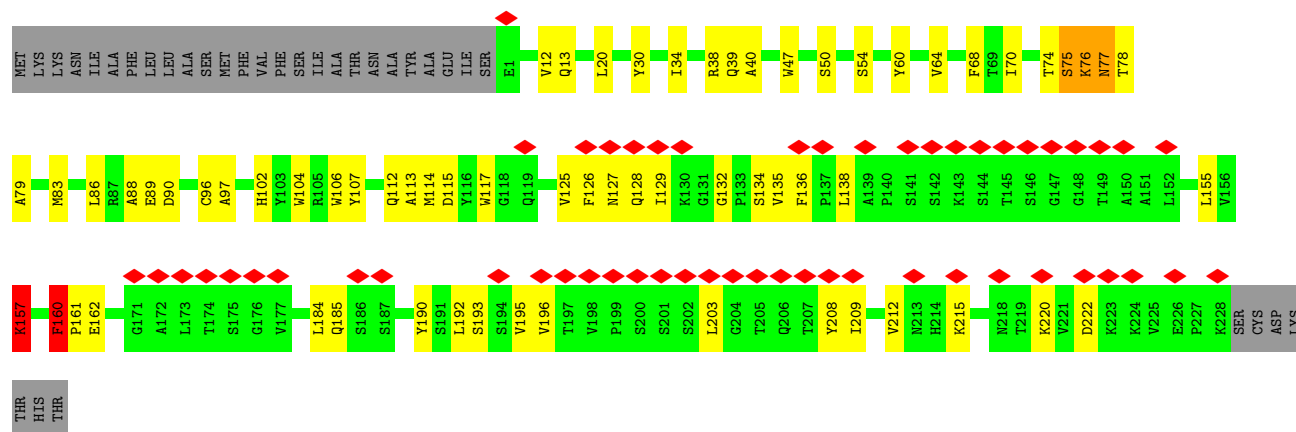 MET LYS LYS ASN ILE ALA PHE LEU LEU ALA SER MET PHE VAL PHE SER ILE ALA THR ASN ALA TYR ALA GLU ILE SER E1 V12 Q13 L20 Y30 I34 R38 Q39 A40 W47 S50 S54 Y60 V64 F68 T69 I70 T74 S75 K76 N77 T78
A79 M83 L86 R87 A88 E89 D90 C96 A97 H102 Y103 W104 R105 W106 Y107 Q112 A113 M114 D115 Y116 W117 G118 Q119 V125 F126 N127 Q128 I129 K130 G131 G132 P133 S134 V135 F136 P137 L138 A139 P140 S141 S142 K143 S144 T145 S146 G147 G148 T149 A150 A151 L152 L155 V156
K157 F160 P161 E162 G171 A172 L173 T174 S175 G176 V177 L184 Q185 S186 S187 Y190 S191 L192 S193 S194 V195 V196 T197 V198 P199 S200 S201 S202 L203 G204 T205 Q206 T207 Y208 I209 V212 N213 H214 K215 N218 T219 K220 V221 D222 K223 K224 V225 E226 P227 K228 SER CYS ASP LYS
THR HIS THR